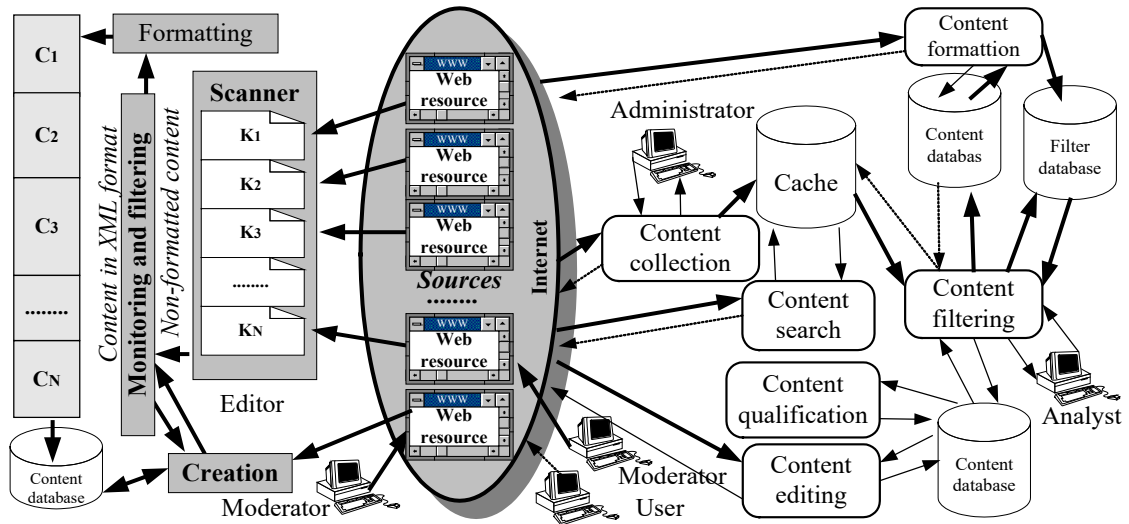 C1
C2
C3
.........
CN
Content
database
Formatting
Content in XML format
Monitoring and filtering
Non-formatted content
Scanner
K1
K2
K3
........
KN
Editor
Creation
Moderator
WWW
Web
resource
WWW
Web
resource
WWW
Web
resource
Sources
........
WWW
Web
resource
WWW
Web
resource
Internet
Moderator
User
Administrator
Content
collection
Cache
Content
search
Content
qualification
Content
editing
Content
formattion
Content
databas
Filter
database
Content
filtering
Analyst
Content
database